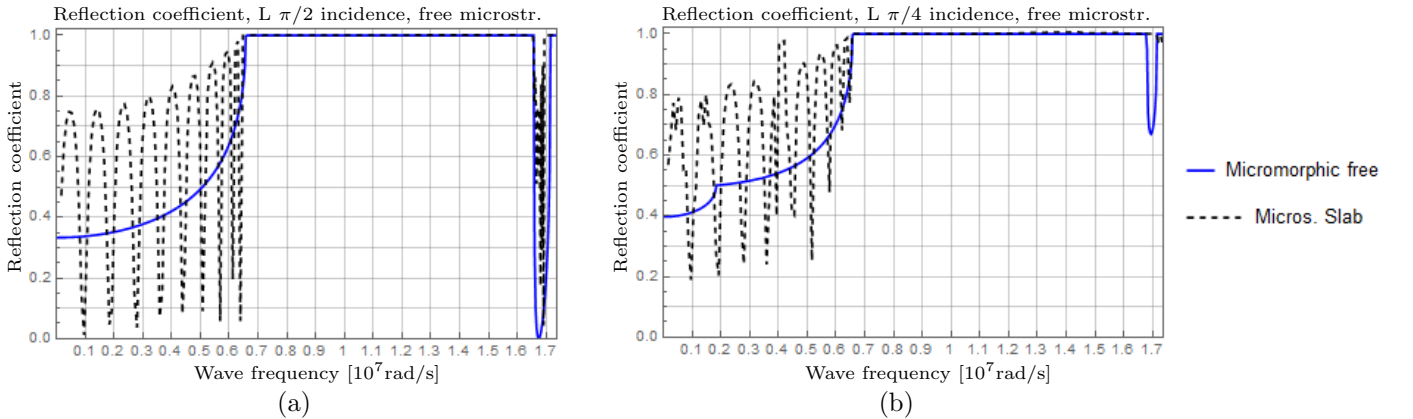 Reflection coefficient, L π/2 incidence, free microstr.
1.0
0.8
0.6
0.4
0.2
0.0
Reflection coefficient
0.1 0.2 0.3 0.4 0.5 0.6 0.7 0.8 0.9 1 1.1 1.2 1.3 1.4 1.5 1.6 1.7
Wave frequency [10⁷rad/s]
(a)
Reflection coefficient, L π/4 incidence, free microstr.
1.0
0.8
0.6
0.4
0.2
0.0
Reflection coefficient
0.1 0.2 0.3 0.4 0.5 0.6 0.7 0.8 0.9 1 1.1 1.2 1.3 1.4 1.5 1.6 1.7
Wave frequency [10⁷rad/s]
(b)
Micromorphic free
Micros. Slab